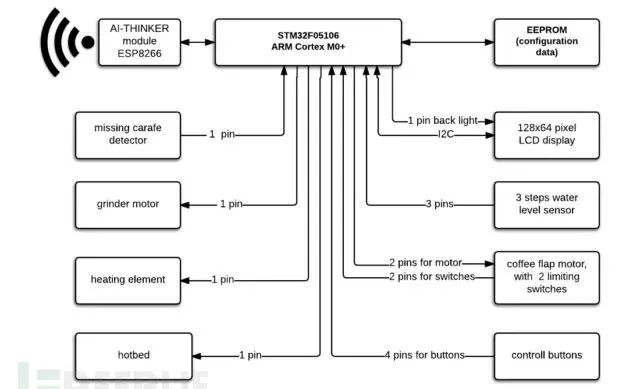 AI-THINKER
module
ESP8266
STM32F05106
ARM Cortex M0+
EEPROM
(configuration
data)
missing carafe
detector
1 pin
1 pin back light
I2C
128x64 pixel
LCD display
grinder motor
1 pin
3 pins
3 steps water
level sensor
heating element
1 pin
2 pins for motor
2 pins for switches
coffee flap motor,
with 2 limiting
switches
hotbed
1 pin
4 pins for buttons
controll buttons